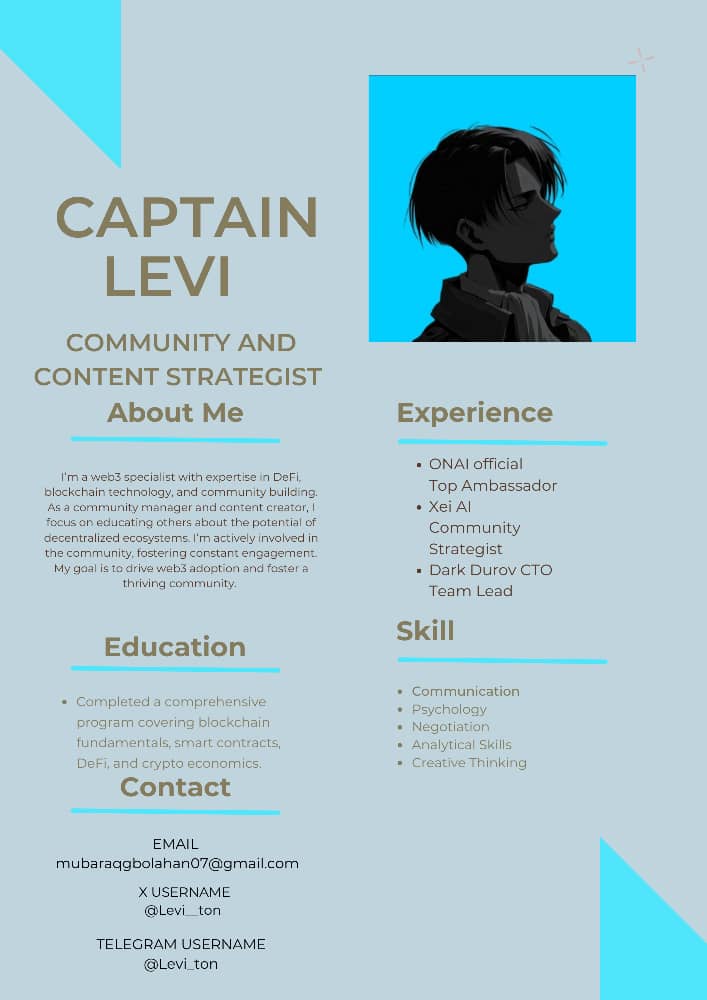 CAPTAIN
LEVI
COMMUNITY AND
CONTENT STRATEGIST
About Me
I'm a web3 specialist with expertise in DeFi,
blockchain technology, and community building.
As a community manager and content creator, I
focus on educating others about the potential of
decentralized ecosystems. I'm actively involved in
the community, fostering constant engagement.
My goal is to drive web3 adoption and foster a
thriving community.
Education
• Completed a comprehensive
program covering blockchain
fundamentals, smart contracts,
DeFi, and crypto economics.
Contact
EMAIL
mubaraqgbolahan07@gmail.com
X USERNAME
@Levi__ton
TELEGRAM USERNAME
@Levi_ton
Experience
• ONAI official
Top Ambassador
• Xei AI
Community
Strategist
• Dark Durov CTO
Team Lead
Skill
• Communication
• Psychology
• Negotiation
• Analytical Skills
• Creative Thinking